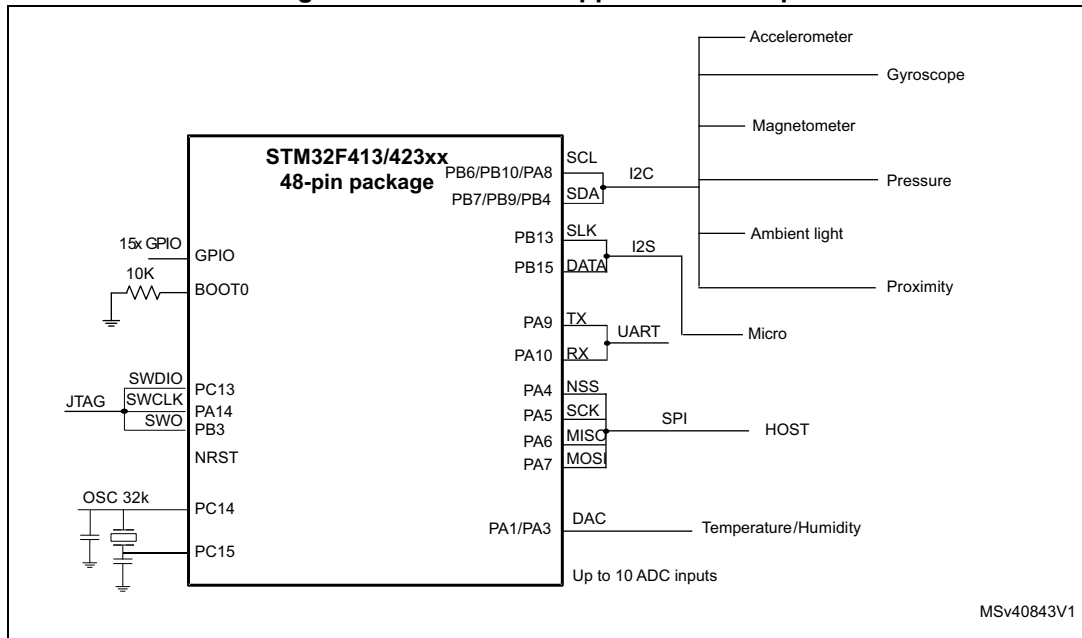 Accelerometer
Gyroscope
Magnetometer
Pressure
Ambient light
Proximity
STM32F413/423xx
48-pin package
15x GPIO
GPIO
10K
BOOT0
JTAG
SWDIO
PC13
SWCLK
PA14
SWO
PB3
NRST
OSC 32k
PC14
PC15
PB6/PB10/PA8
SCL
PB7/PB9/PB4
SDA
I2C
PB13
SLK
PB15
DATA
I2S
Micro
PA9
TX
PA10
RX
UART
PA4
NSS
PA5
SCK
PA6
MISO
PA7
MOSI
SPI
HOST
PA1/PA3
DAC
Temperature/Humidity
Up to 10 ADC inputs
MSv40843V1